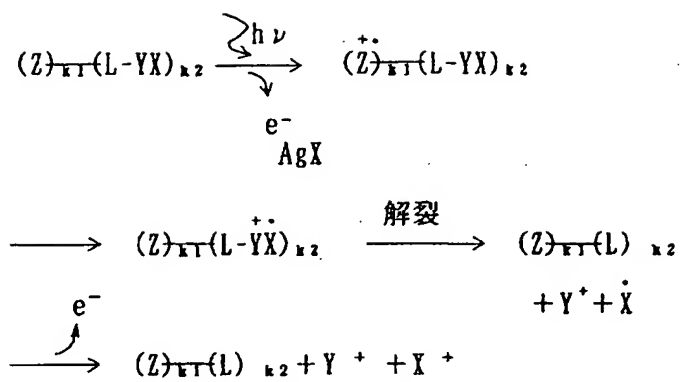 hν
(Z)k1(L-YX)k2 ⟶ (Z)+·k1(L-YX)k2
e-
AgX
⟶ (Z)k1(L-YX+·)k2 解裂 ⟶ (Z)k1(L) k2
+ Y+ + Ẋ
e-
⟶ (Z)k1(L) k2 + Y + + X +